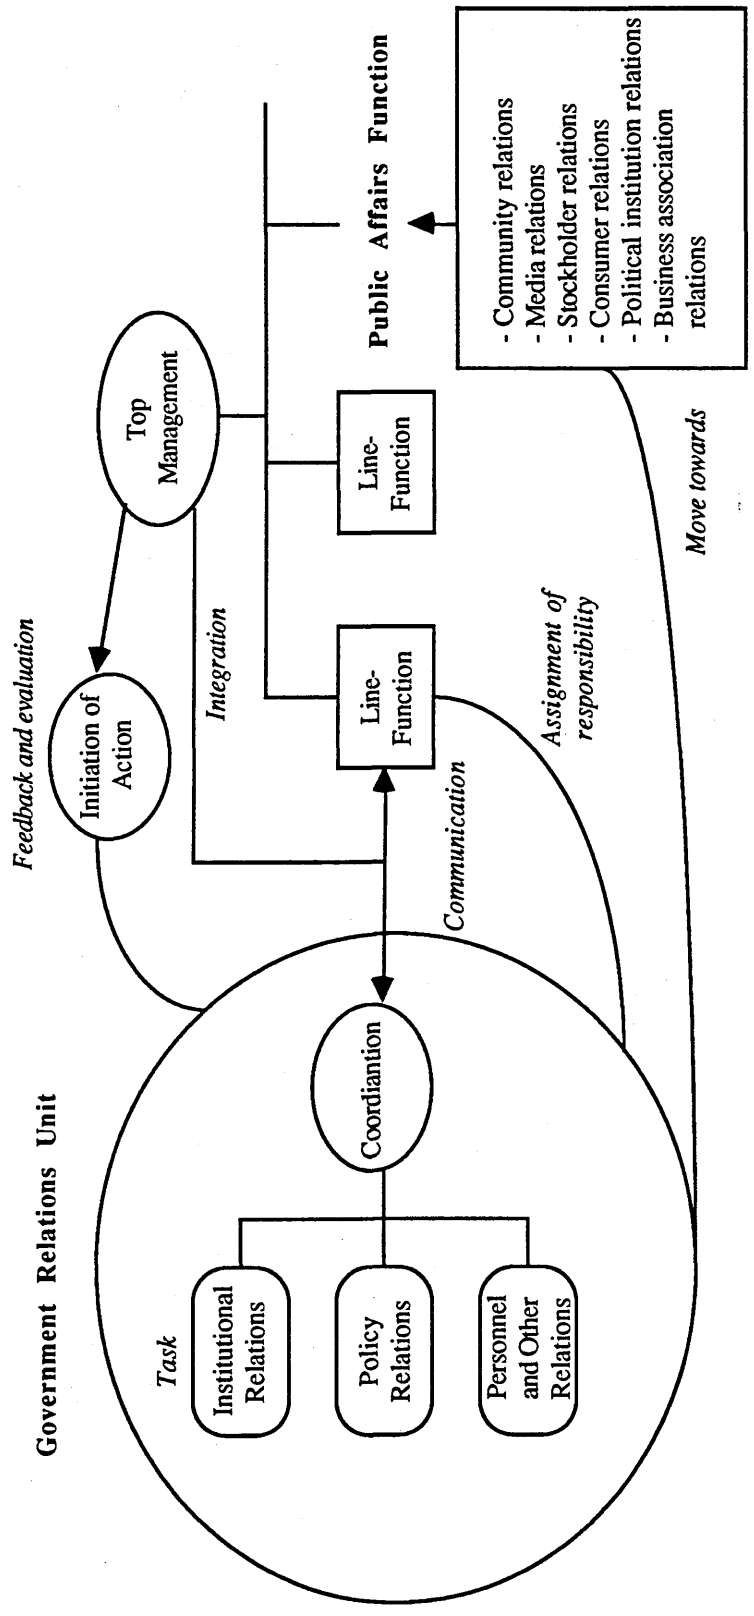 Government Relations Unit
Feedback and evaluation
Initiation of
Action
Top
Management
Task
Institutional
Relations
Integration
Policy
Relations
Coordiantion
Line-
Function
Line-
Function
Public Affairs Function
Communication
Personnel
and Other
Relations
Assignment of
responsibility
- Community relations
- Media relations
- Stockholder relations
- Consumer relations
- Political institution relations
- Business association
relations
Move towards